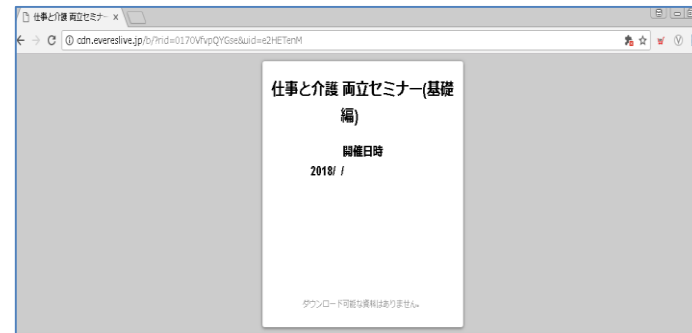 仕事と介護 両立セミナー
cdn.evereslive.jp/b/?rid=0170VfvpQYGse&uid=e2HETenM
仕事と介護 両立セミナー(基礎
編)
開催日時
2018/ /
ダウンロード可能な資料はありません。